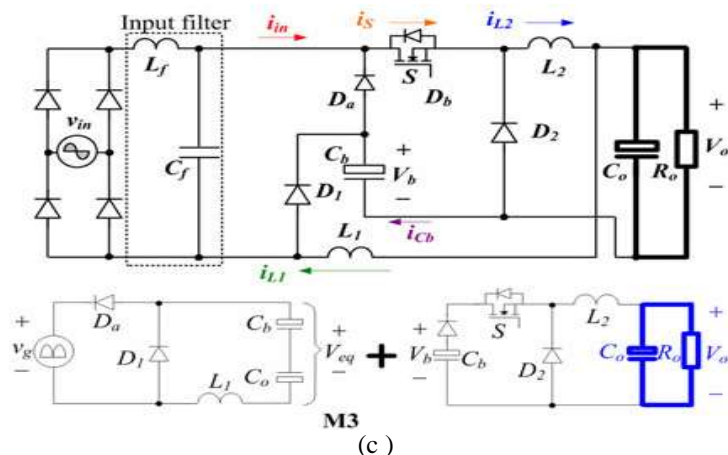 Input filter
i_in
i_S
i_L2
L_f
S
L_2
D_a
D_b
v_in
C_f
C_b
+
V_b
−
D_1
D_2
C_o
R_o
+
V_o
−
L_1
i_Cb
i_L1
+
v_g
−
D_a
D_1
L_1
C_b
C_o
+
V_eq
−
+
+
V_b
−
C_b
S
D_2
L_2
C_o
R_o
+
V_o
−
M3
(c )